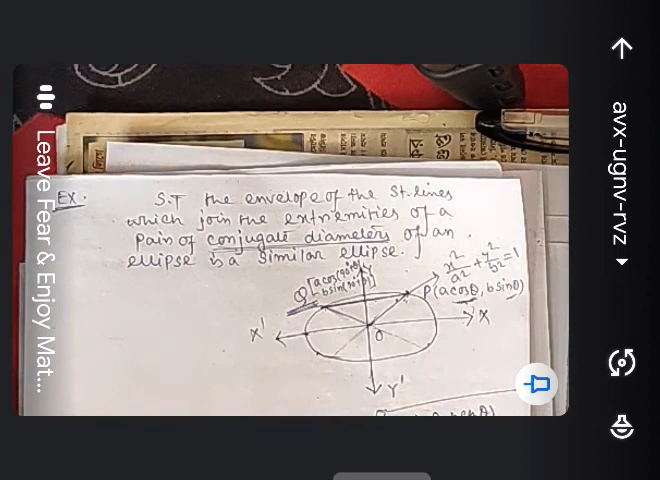 EX. S.T the envelope of the St. lines
which join the extremities of a
Pair of conjugate diameters of an
ellipse is a similar ellipse.
Q [acos(90+θ), bsin(90+θ)]
x²/a² + y²/b² = 1
P(acosθ, bsinθ)
Y
X' O X
Y'
Leave Fear & Enjoy Mat...
avx-ugnv-rvz